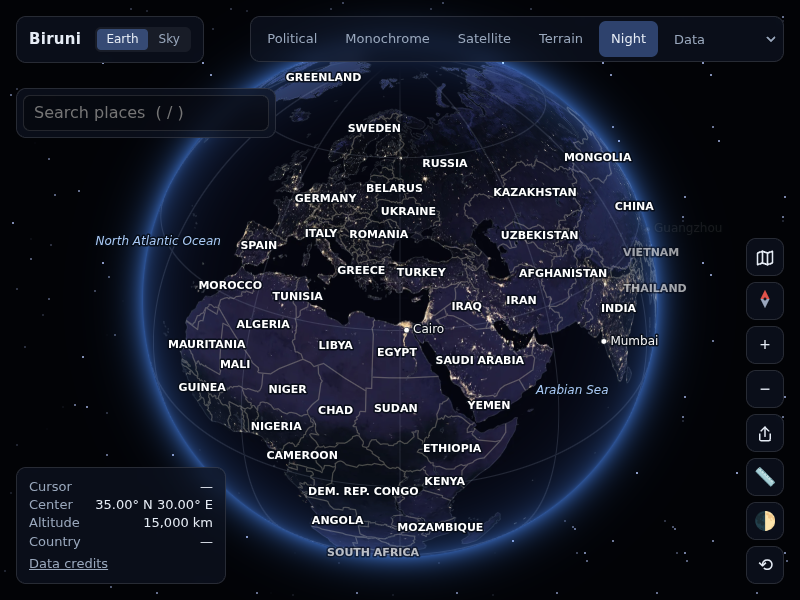 Biruni
Earth
Sky
Political
Monochrome
Satellite
Terrain
Night
Data
Search places ( / )
GREENLAND
SWEDEN
RUSSIA
MONGOLIA
BELARUS
KAZAKHSTAN
GERMANY
CHINA
UKRAINE
Guangzhou
ITALY
ROMANIA
UZBEKISTAN
North Atlantic Ocean
SPAIN
VIETNAM
GREECE
TURKEY
AFGHANISTAN
MOROCCO
THAILAND
TUNISIA
IRAQ
IRAN
INDIA
ALGERIA
Cairo
MAURITANIA
LIBYA
EGYPT
Mumbai
MALI
SAUDI ARABIA
GUINEA
NIGER
Arabian Sea
CHAD
SUDAN
YEMEN
NIGERIA
CAMEROON
ETHIOPIA
KENYA
DEM. REP. CONGO
ANGOLA
MOZAMBIQUE
SOUTH AFRICA
+
−
Cursor —
Center 35.00° N 30.00° E
Altitude 15,000 km
Country —
Data credits